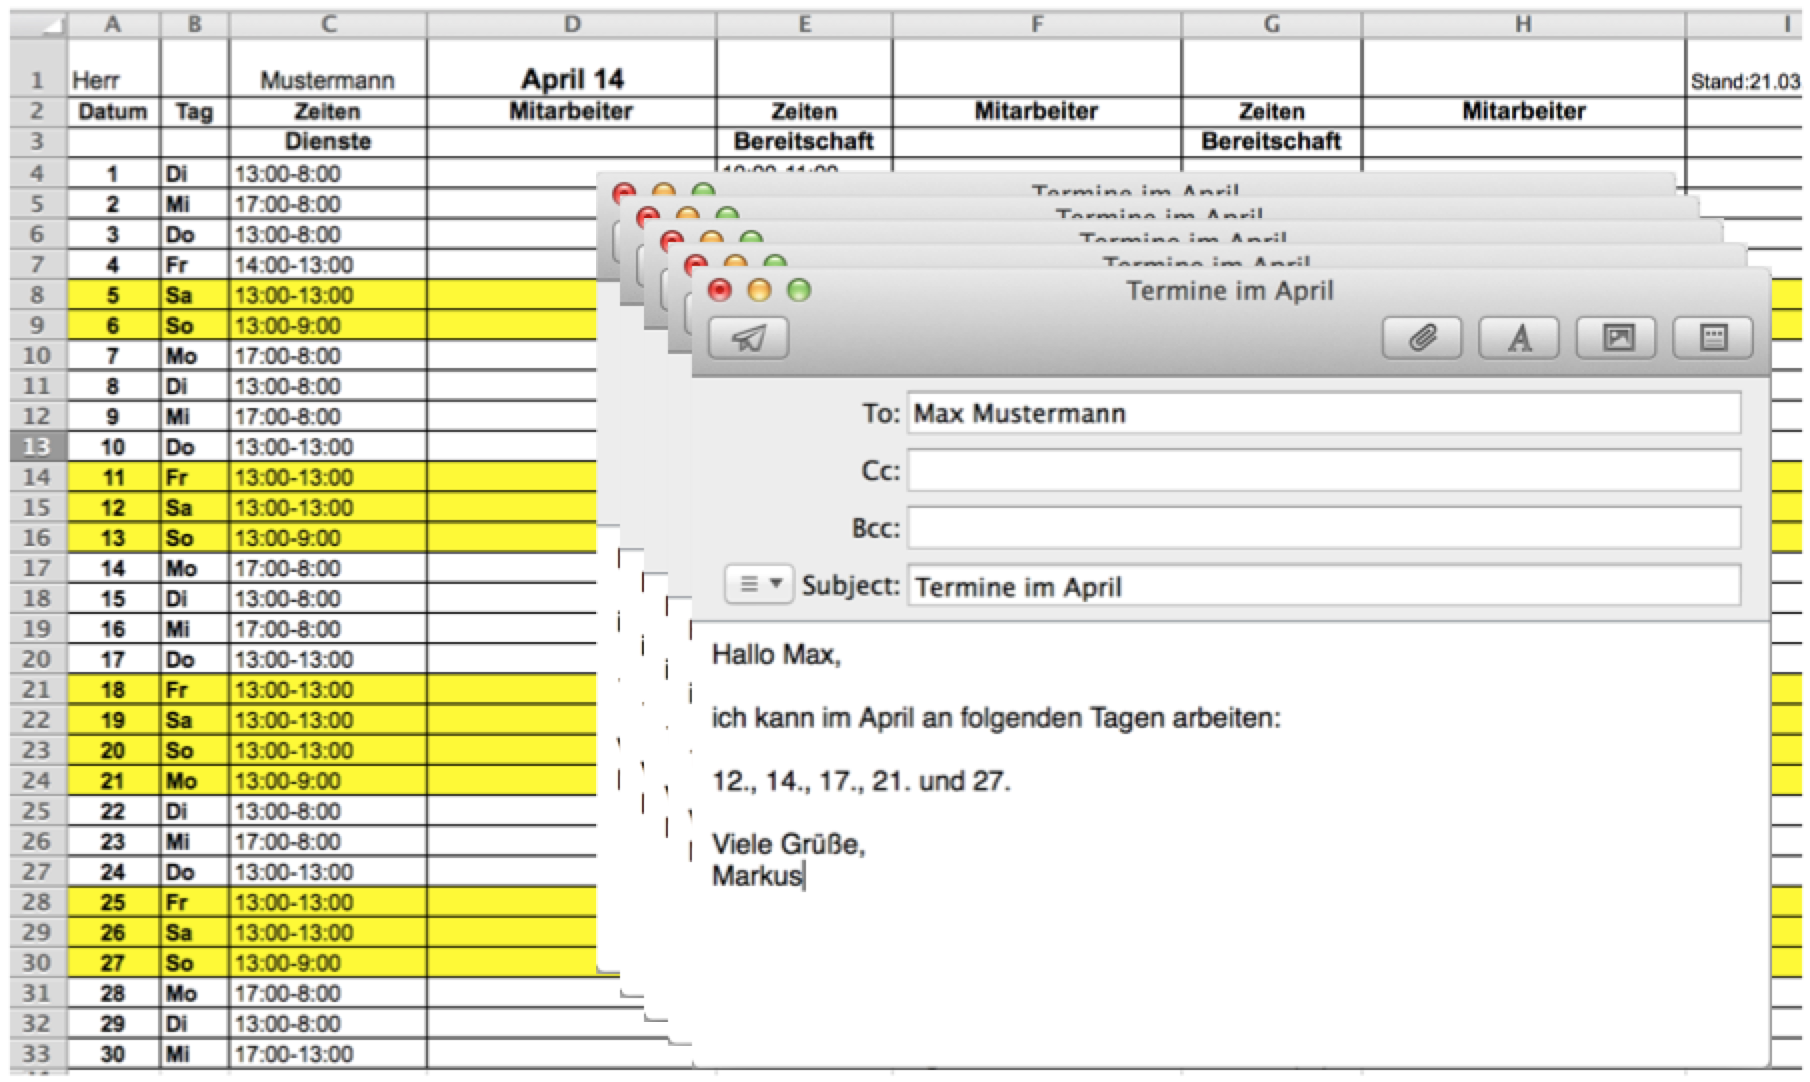 A B C D E F G H I
1 Herr Mustermann April 14 Stand:21.03
2 Datum Tag Zeiten Mitarbeiter Zeiten Mitarbeiter Zeiten Mitarbeiter
3 Dienste Bereitschaft Bereitschaft
4 1 Di 13:00-8:00
5 2 Mi 17:00-8:00
6 3 Do 13:00-8:00
7 4 Fr 14:00-13:00
8 5 Sa 13:00-13:00
9 6 So 13:00-9:00
10 7 Mo 17:00-8:00
11 8 Di 13:00-8:00
12 9 Mi 17:00-8:00
13 10 Do 13:00-13:00
14 11 Fr 13:00-13:00
15 12 Sa 13:00-13:00
16 13 So 13:00-9:00
17 14 Mo 17:00-8:00
18 15 Di 13:00-8:00
19 16 Mi 17:00-8:00
20 17 Do 13:00-13:00
21 18 Fr 13:00-13:00
22 19 Sa 13:00-13:00
23 20 So 13:00-13:00
24 21 Mo 13:00-9:00
25 22 Di 13:00-8:00
26 23 Mi 17:00-8:00
27 24 Do 13:00-13:00
28 25 Fr 13:00-13:00
29 26 Sa 13:00-13:00
30 27 So 13:00-9:00
31 28 Mo 17:00-8:00
32 29 Di 13:00-8:00
33 30 Mi 17:00-13:00
Termine im April
Termine im April
Termine im April
Termine im April
Termine im April
To: Max Mustermann
Cc:
Bcc:
Subject: Termine im April
Hallo Max,
ich kann im April an folgenden Tagen arbeiten:
12., 14., 17., 21. und 27.
Viele Grüße,
Markus